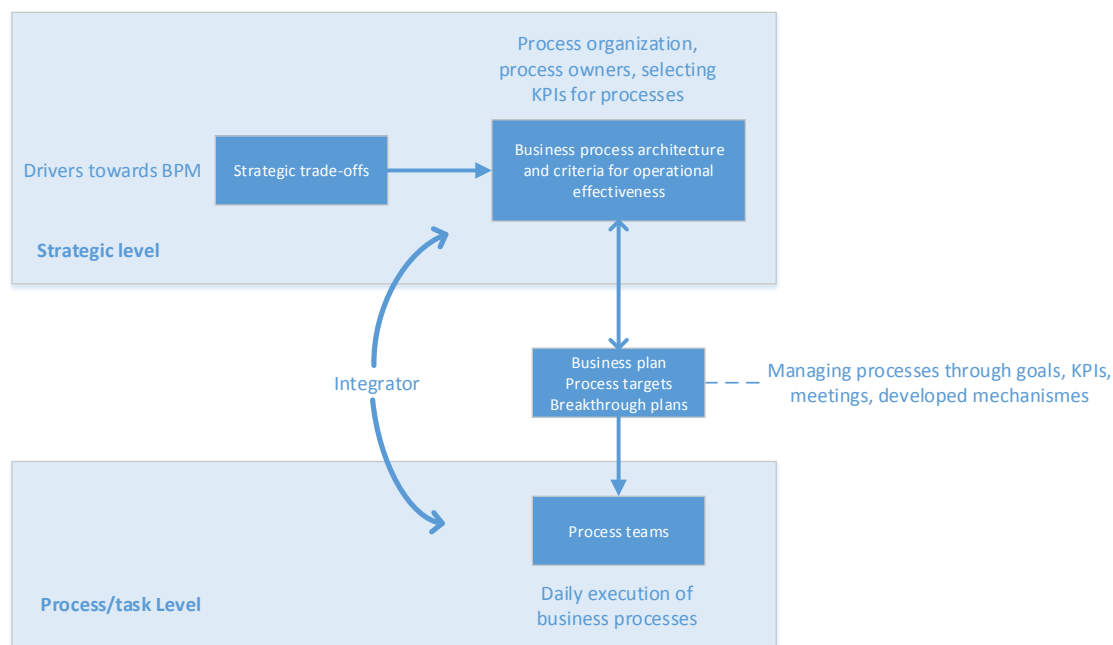 Process organization,
process owners, selecting
KPIs for processes
Drivers towards BPM
Strategic trade-offs
Business process architecture
and criteria for operational
effectiveness
Strategic level
Integrator
Business plan
Process targets
Breakthrough plans
Managing processes through goals, KPIs,
meetings, developed mechanismes
Process teams
Process/task Level
Daily execution of
business processes